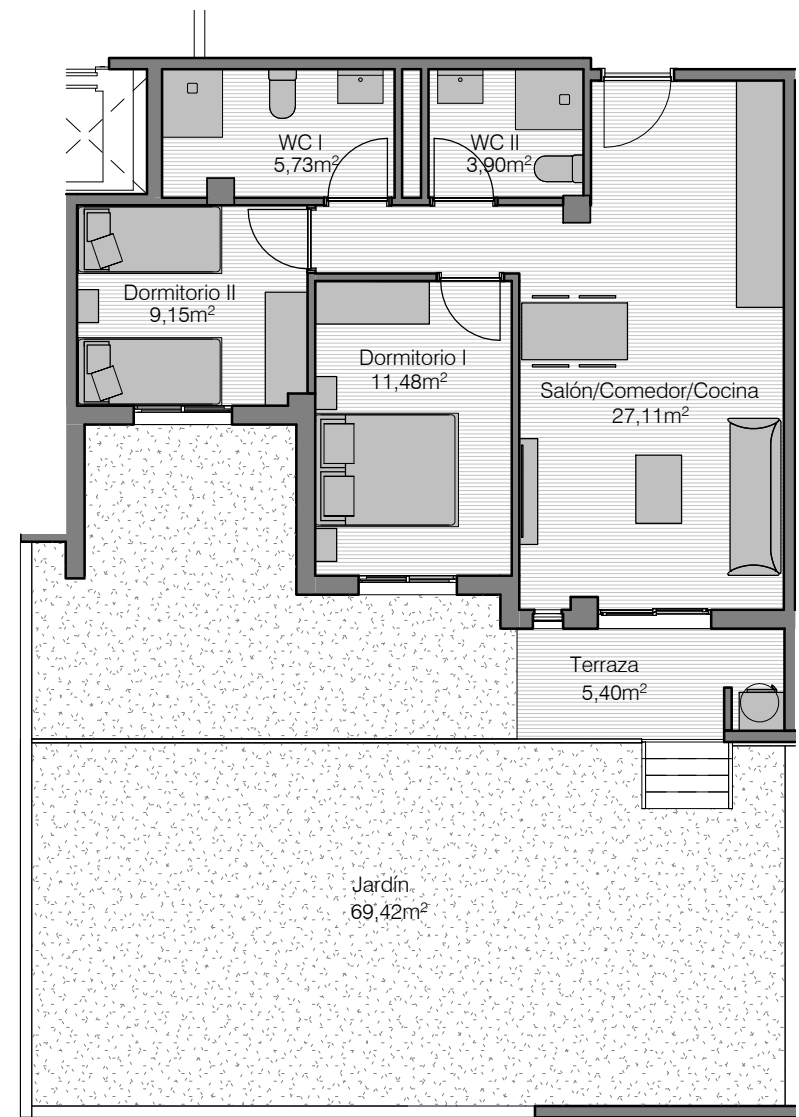 WC I
5,73m²
WC II
3,90m²
Dormitorio II
9,15m²
Dormitorio I
11,48m²
Salón/Comedor/Cocina
27,11m²
Terraza
5,40m²
Jardín
69,42m²